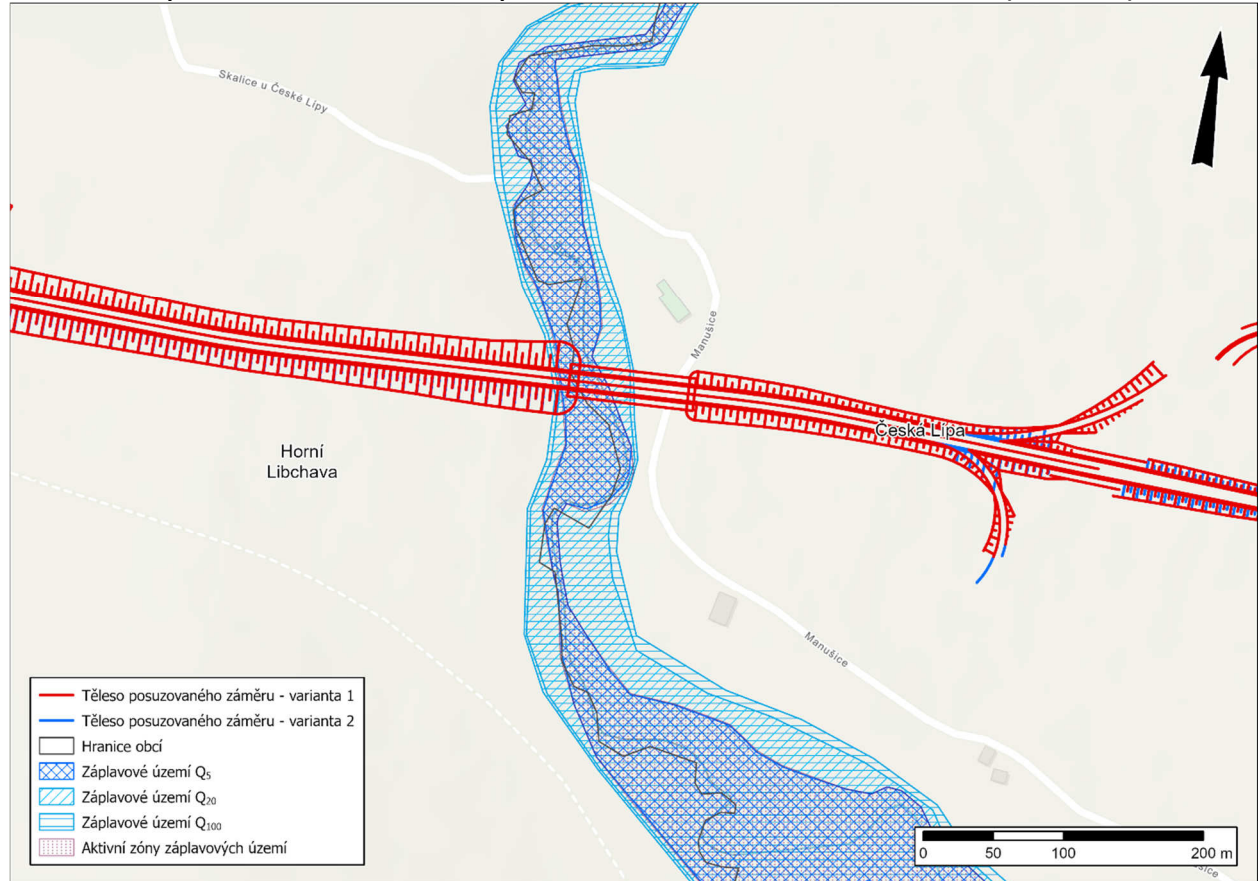 Skalice u České Lípy
Manušice
Česká Lípa
Horní
Libchava
Manušice
Těleso posuzovaného záměru - varianta 1
Těleso posuzovaného záměru - varianta 2
Hranice obcí
Záplavové území Q₅
Záplavové území Q₂₀
Záplavové území Q₁₀₀
Aktivní zóny záplavových území
0 50 100 200 m